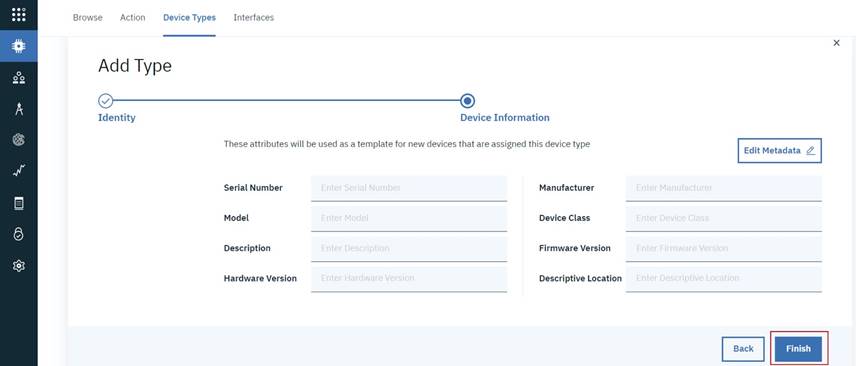 Browse Action Device Types Interfaces
Add Type
Identity Device Information
These attributes will be used as a template for new devices that are assigned this device type
Edit Metadata
Serial Number Enter Serial Number Manufacturer Enter Manufacturer
Model Enter Model Device Class Enter Device Class
Description Enter Description Firmware Version Enter Firmware Version
Hardware Version Enter Hardware Version Descriptive Location Enter Descriptive Location
Back Finish